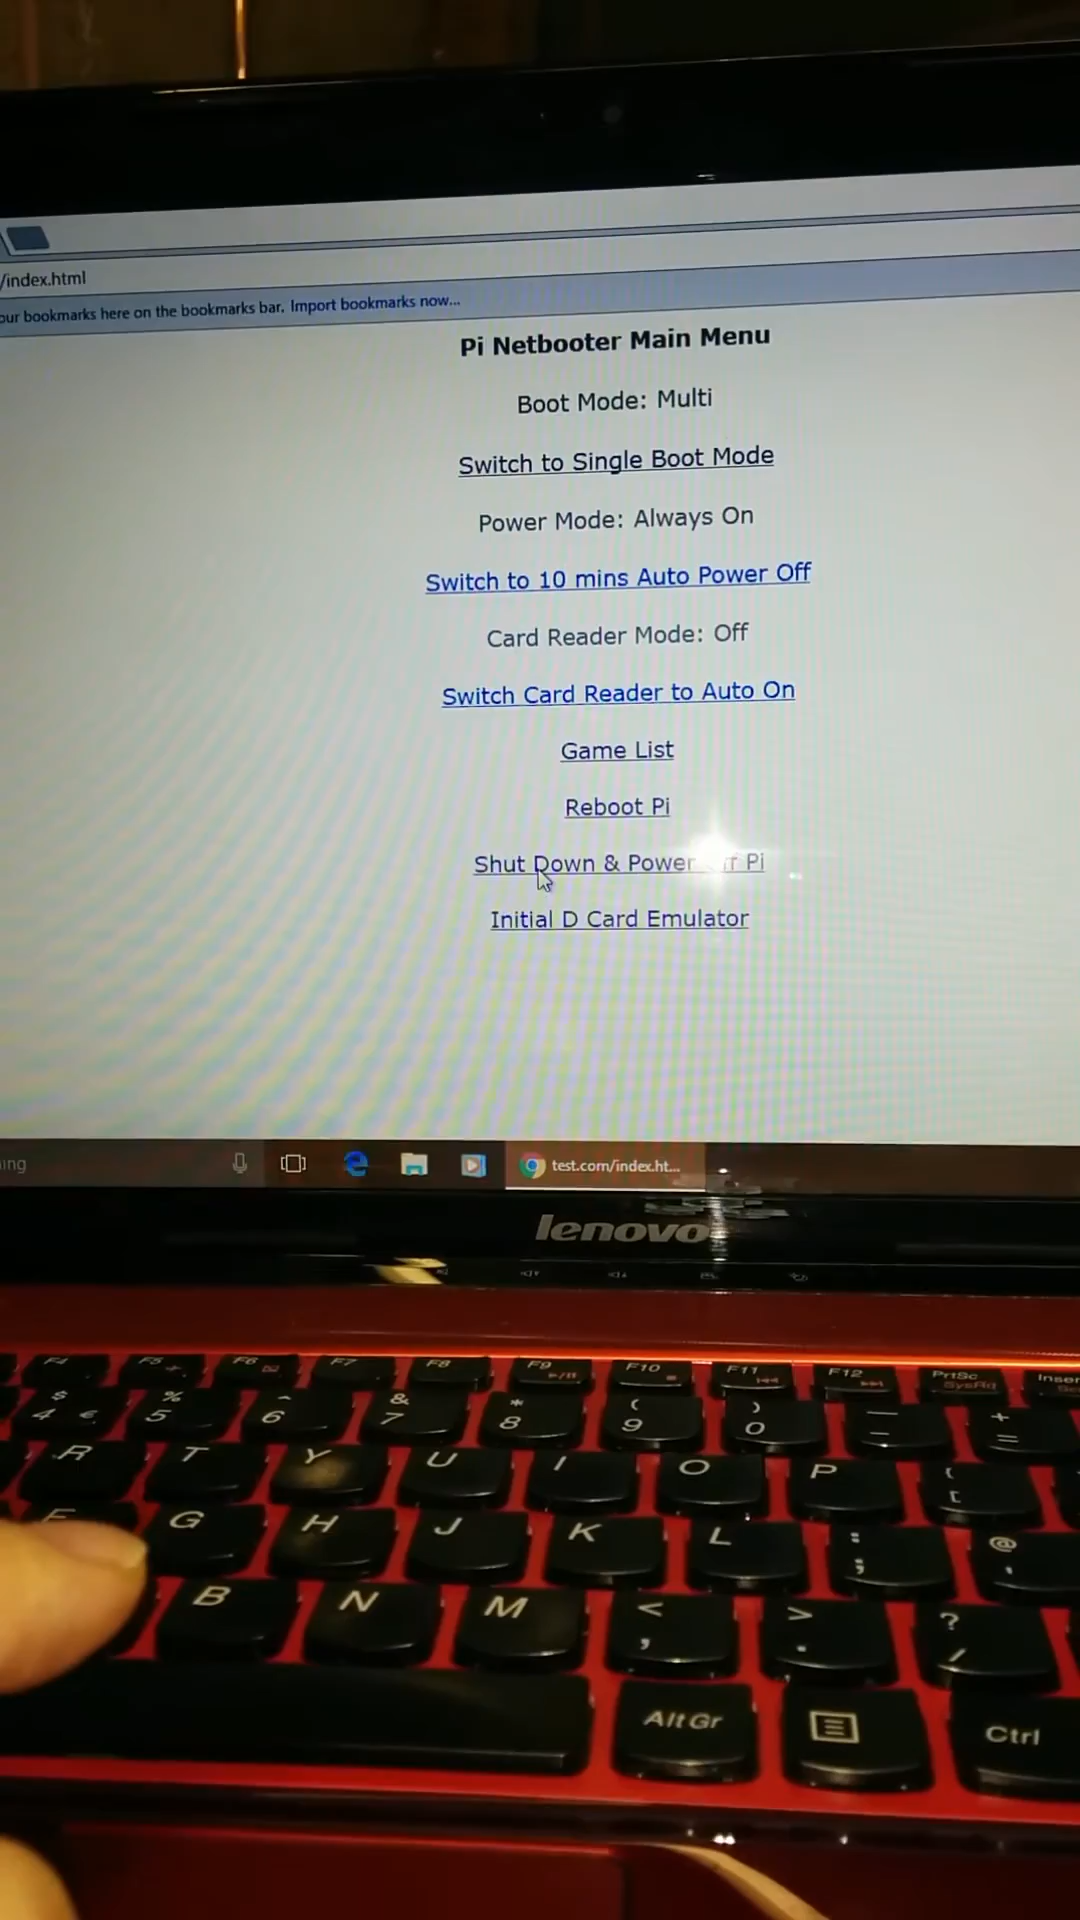 /index.html
our bookmarks here on the bookmarks bar. Import bookmarks now...
Pi Netbooter Main Menu
Boot Mode: Multi
Switch to Single Boot Mode
Power Mode: Always On
Switch to 10 mins Auto Power Off
Card Reader Mode: Off
Switch Card Reader to Auto On
Game List
Reboot Pi
Shut Down & Power Pi
Initial D Card Emulator
test.com/index.ht...
lenovo
F4 F5 F6 F7 F8 F9 F10 F11 F12 PrtSc
SysRq
$ % ^ & * ( ) — +
4 € 5 6 7 8 9 0 - =
R T Y U I O P { [
F G H J K L : ; @ '
B N M < , > . ? /
Alt Gr Ctrl